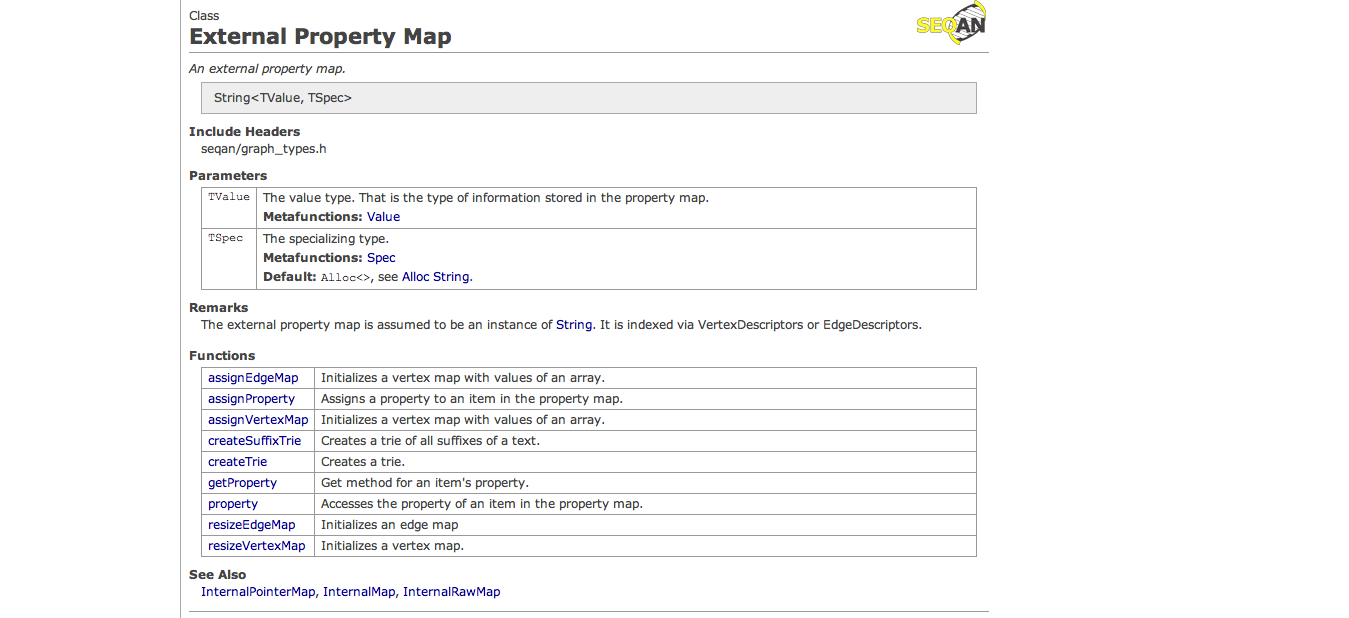 Class
External Property Map
SEQAN
An external property map.
String<TValue, TSpec>
Include Headers
seqan/graph_types.h
Parameters
TValue The value type. That is the type of information stored in the property map.
Metafunctions: Value
TSpec The specializing type.
Metafunctions: Spec
Default: Alloc<>, see Alloc String.
Remarks
The external property map is assumed to be an instance of String. It is indexed via VertexDescriptors or EdgeDescriptors.
Functions
assignEdgeMap Initializes a vertex map with values of an array.
assignProperty Assigns a property to an item in the property map.
assignVertexMap Initializes a vertex map with values of an array.
createSuffixTrie Creates a trie of all suffixes of a text.
createTrie Creates a trie.
getProperty Get method for an item's property.
property Accesses the property of an item in the property map.
resizeEdgeMap Initializes an edge map
resizeVertexMap Initializes a vertex map.
See Also
InternalPointerMap, InternalMap, InternalRawMap